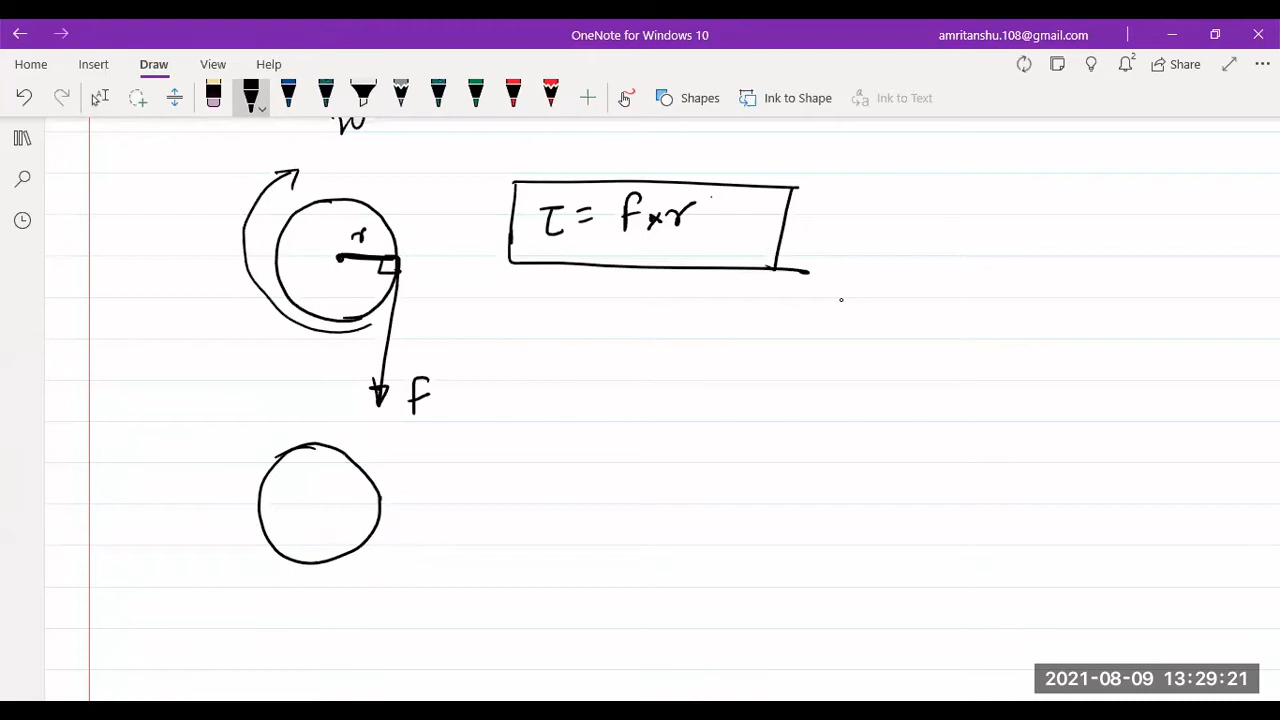 OneNote for Windows 10
amritanshu.108@gmail.com
Home Insert Draw View Help
2
Share
Shapes
Ink to Shape
Ink to Text
W
r
τ = F×r
F
2021-08-09 13:29:21